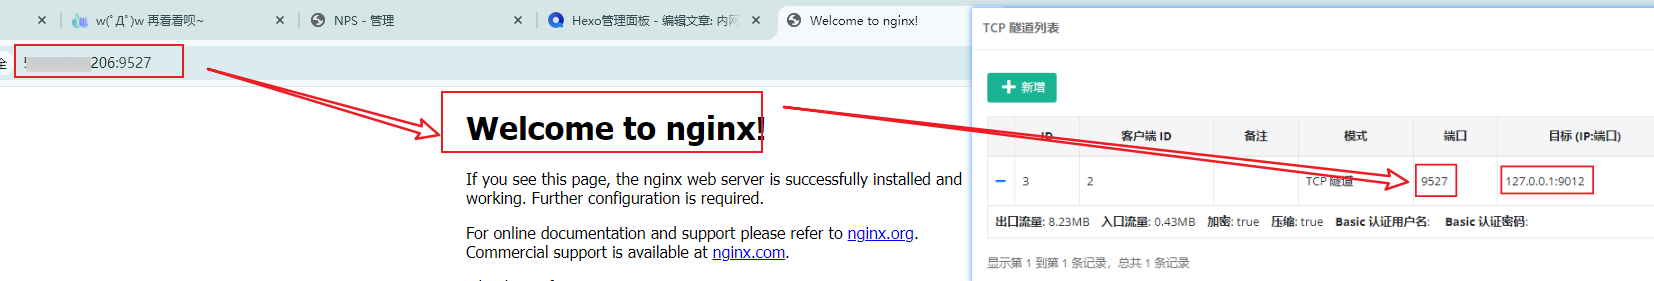 w(ﾟДﾟ)w 再看看呗~
NPS - 管理
Hexo管理面板 - 编辑文章: 内网
Welcome to nginx!
全
206:9527
Welcome to nginx!
If you see this page, the nginx web server is successfully installed and
working. Further configuration is required.
For online documentation and support please refer to nginx.org.
Commercial support is available at nginx.com.
TCP 隧道列表
新增
ID 客户端 ID 备注 模式 端口 目标 (IP:端口)
3 2 TCP 隧道 9527 127.0.0.1:9012
出口流量: 8.23MB 入口流量: 0.43MB 加密: true 压缩: true Basic 认证用户名: Basic 认证密码:
显示第 1 到第 1 条记录，总共 1 条记录